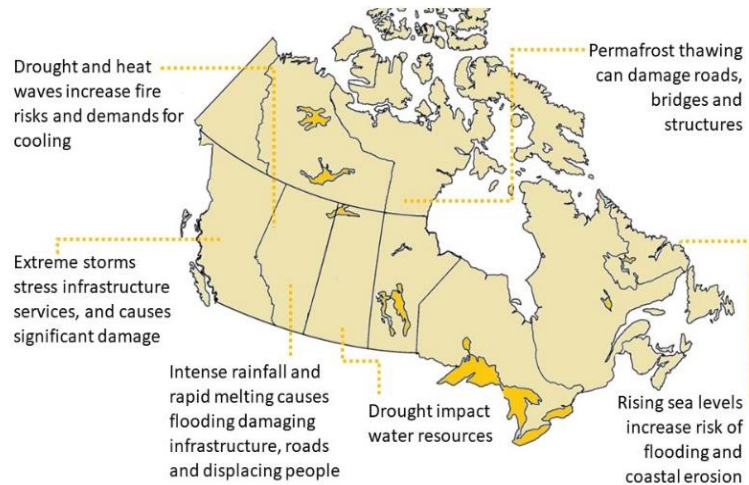 Drought and heat
waves increase fire
risks and demands for
cooling
Permafrost thawing
can damage roads,
bridges and
structures
Extreme storms
stress infrastructure
services, and causes
significant damage
Intense rainfall and
rapid melting causes
flooding damaging
infrastructure, roads
and displacing people
Drought impact
water resources
Rising sea levels
increase risk of
flooding and
coastal erosion